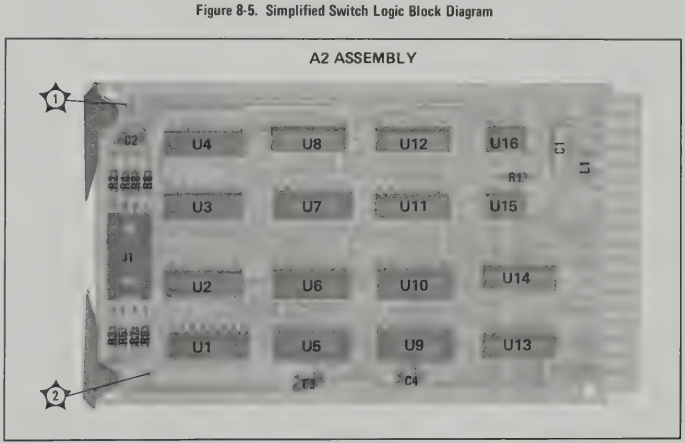 Figure 8-5. Simplified Switch Logic Block Diagram
A2 ASSEMBLY
1
C2 U4 U8 U12 U16 C1 L1
R1
U3 U7 U11 U15
J1
U2 U6 U10 U14
U1 U5 U9 U13
C4
2